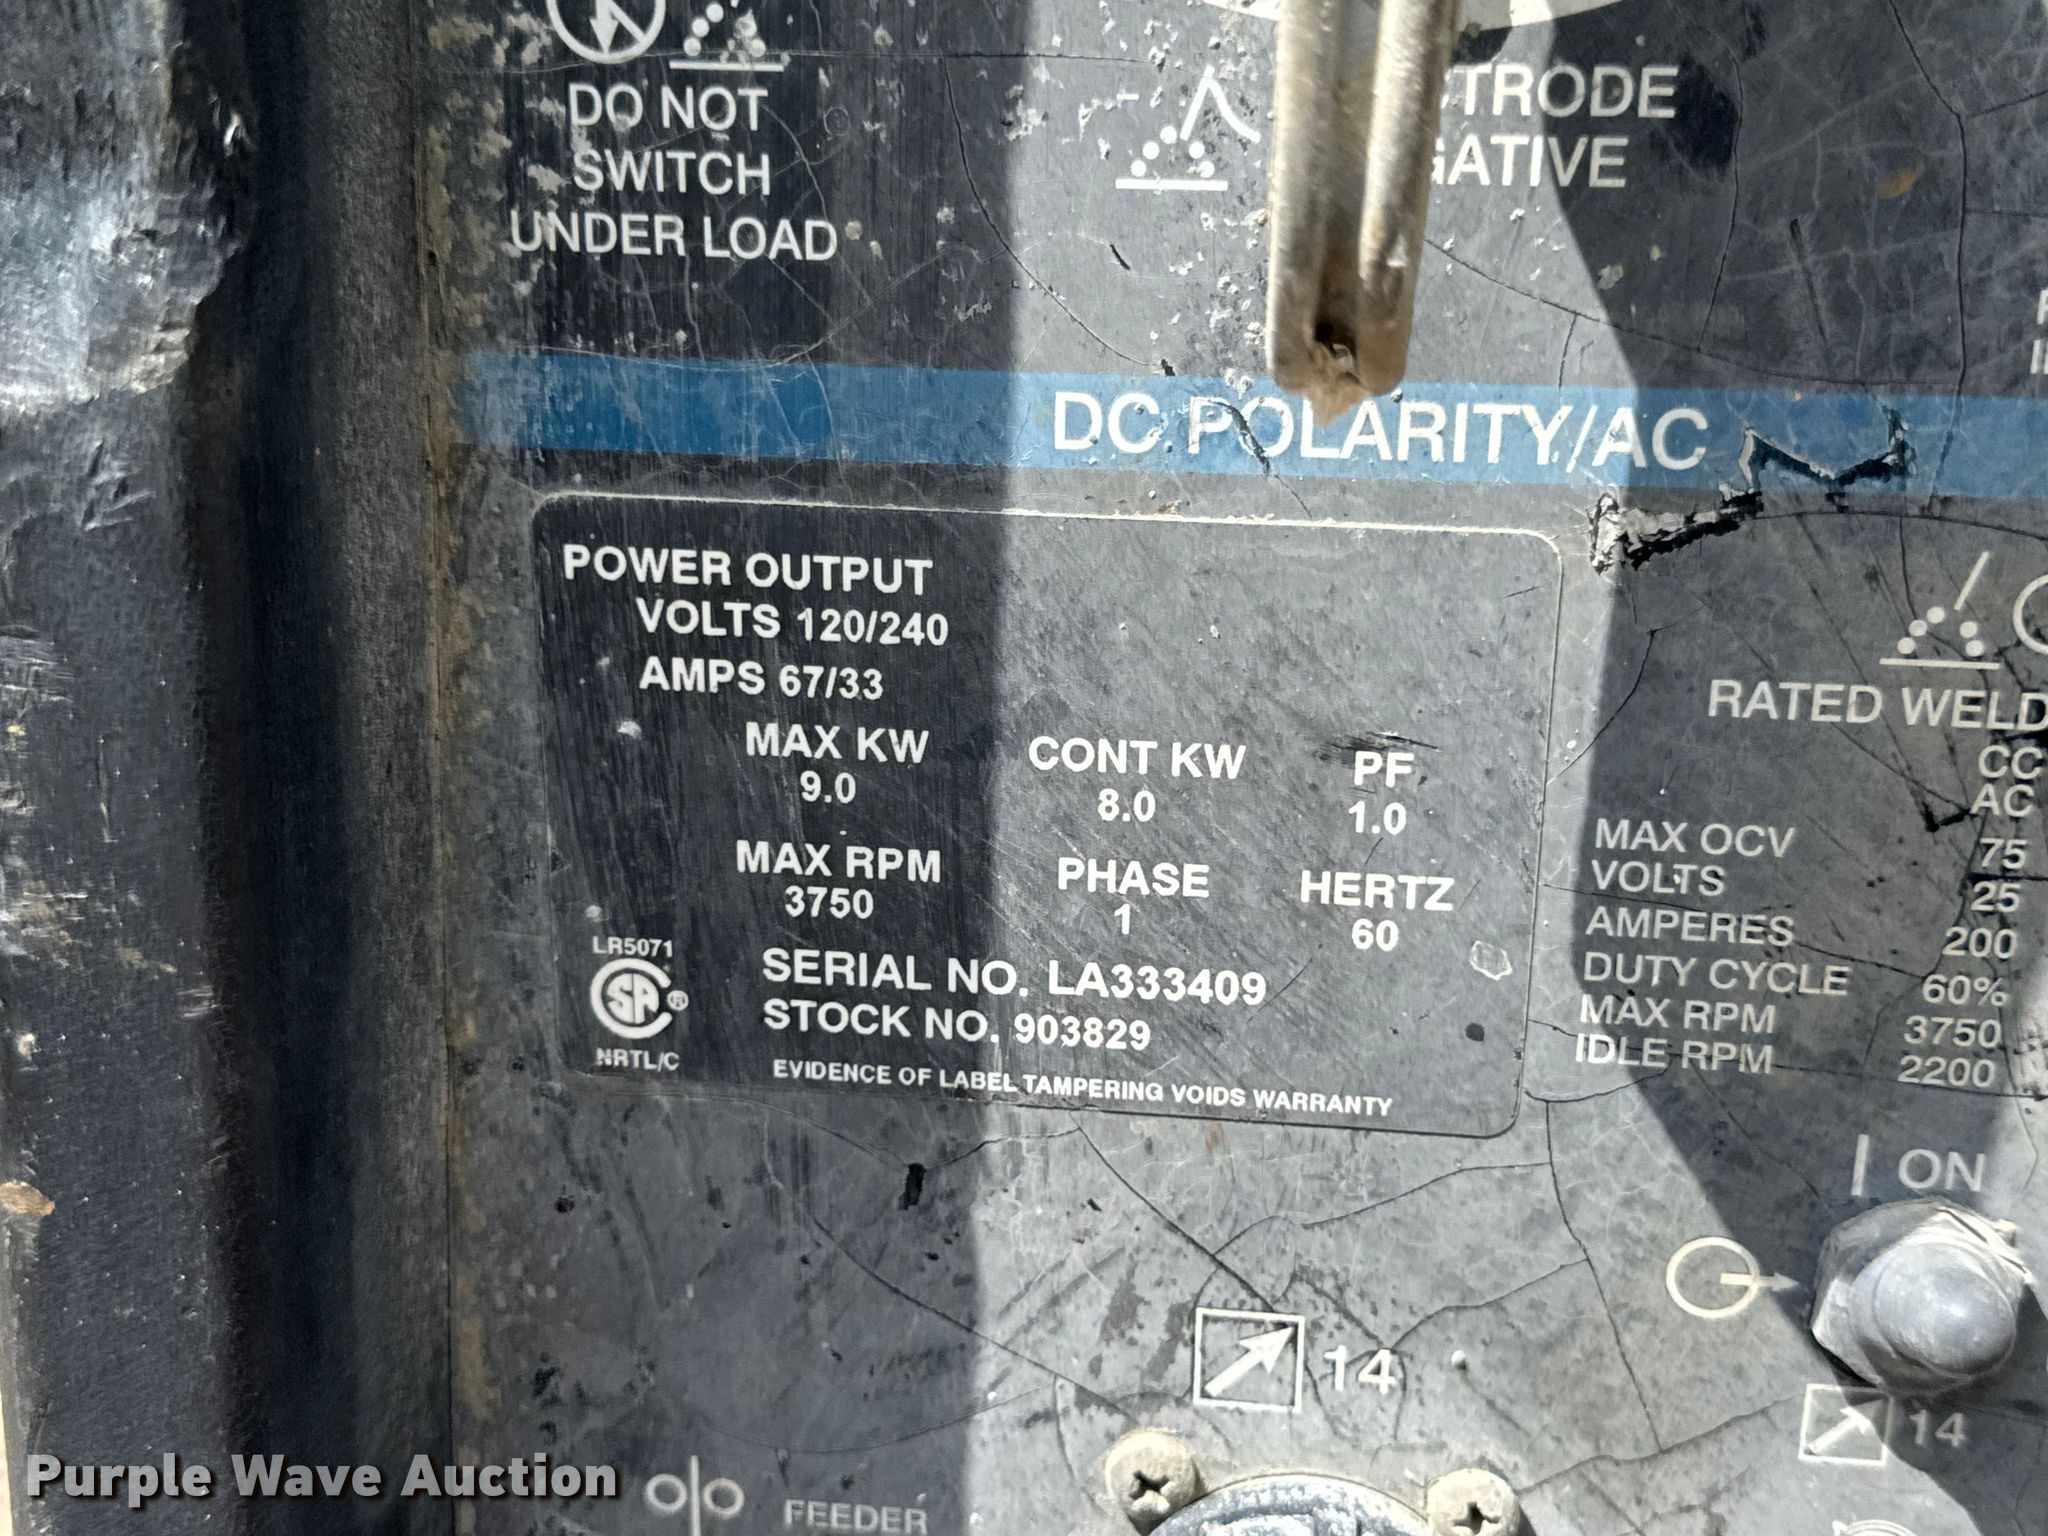 DO NOT
SWITCH
UNDER LOAD
DC POLARITY/AC
POWER OUTPUT
VOLTS 120/240
AMPS 67/33
MAX KW CONT KW PF
9.0 8.0 1.0
MAX RPM PHASE HERTZ
3750 1 60
LR5071
SA ®
NRTL/C
SERIAL NO. LA333409
STOCK NO. 903829
EVIDENCE OF LABEL TAMPERING VOIDS WARRANTY
RATED WELD
CC
AC
MAX OCV 75
VOLTS 25
AMPERES 200
DUTY CYCLE 60%
MAX RPM 3750
IDLE RPM 2200
ON
14
14
FEEDER
Purple Wave Auction